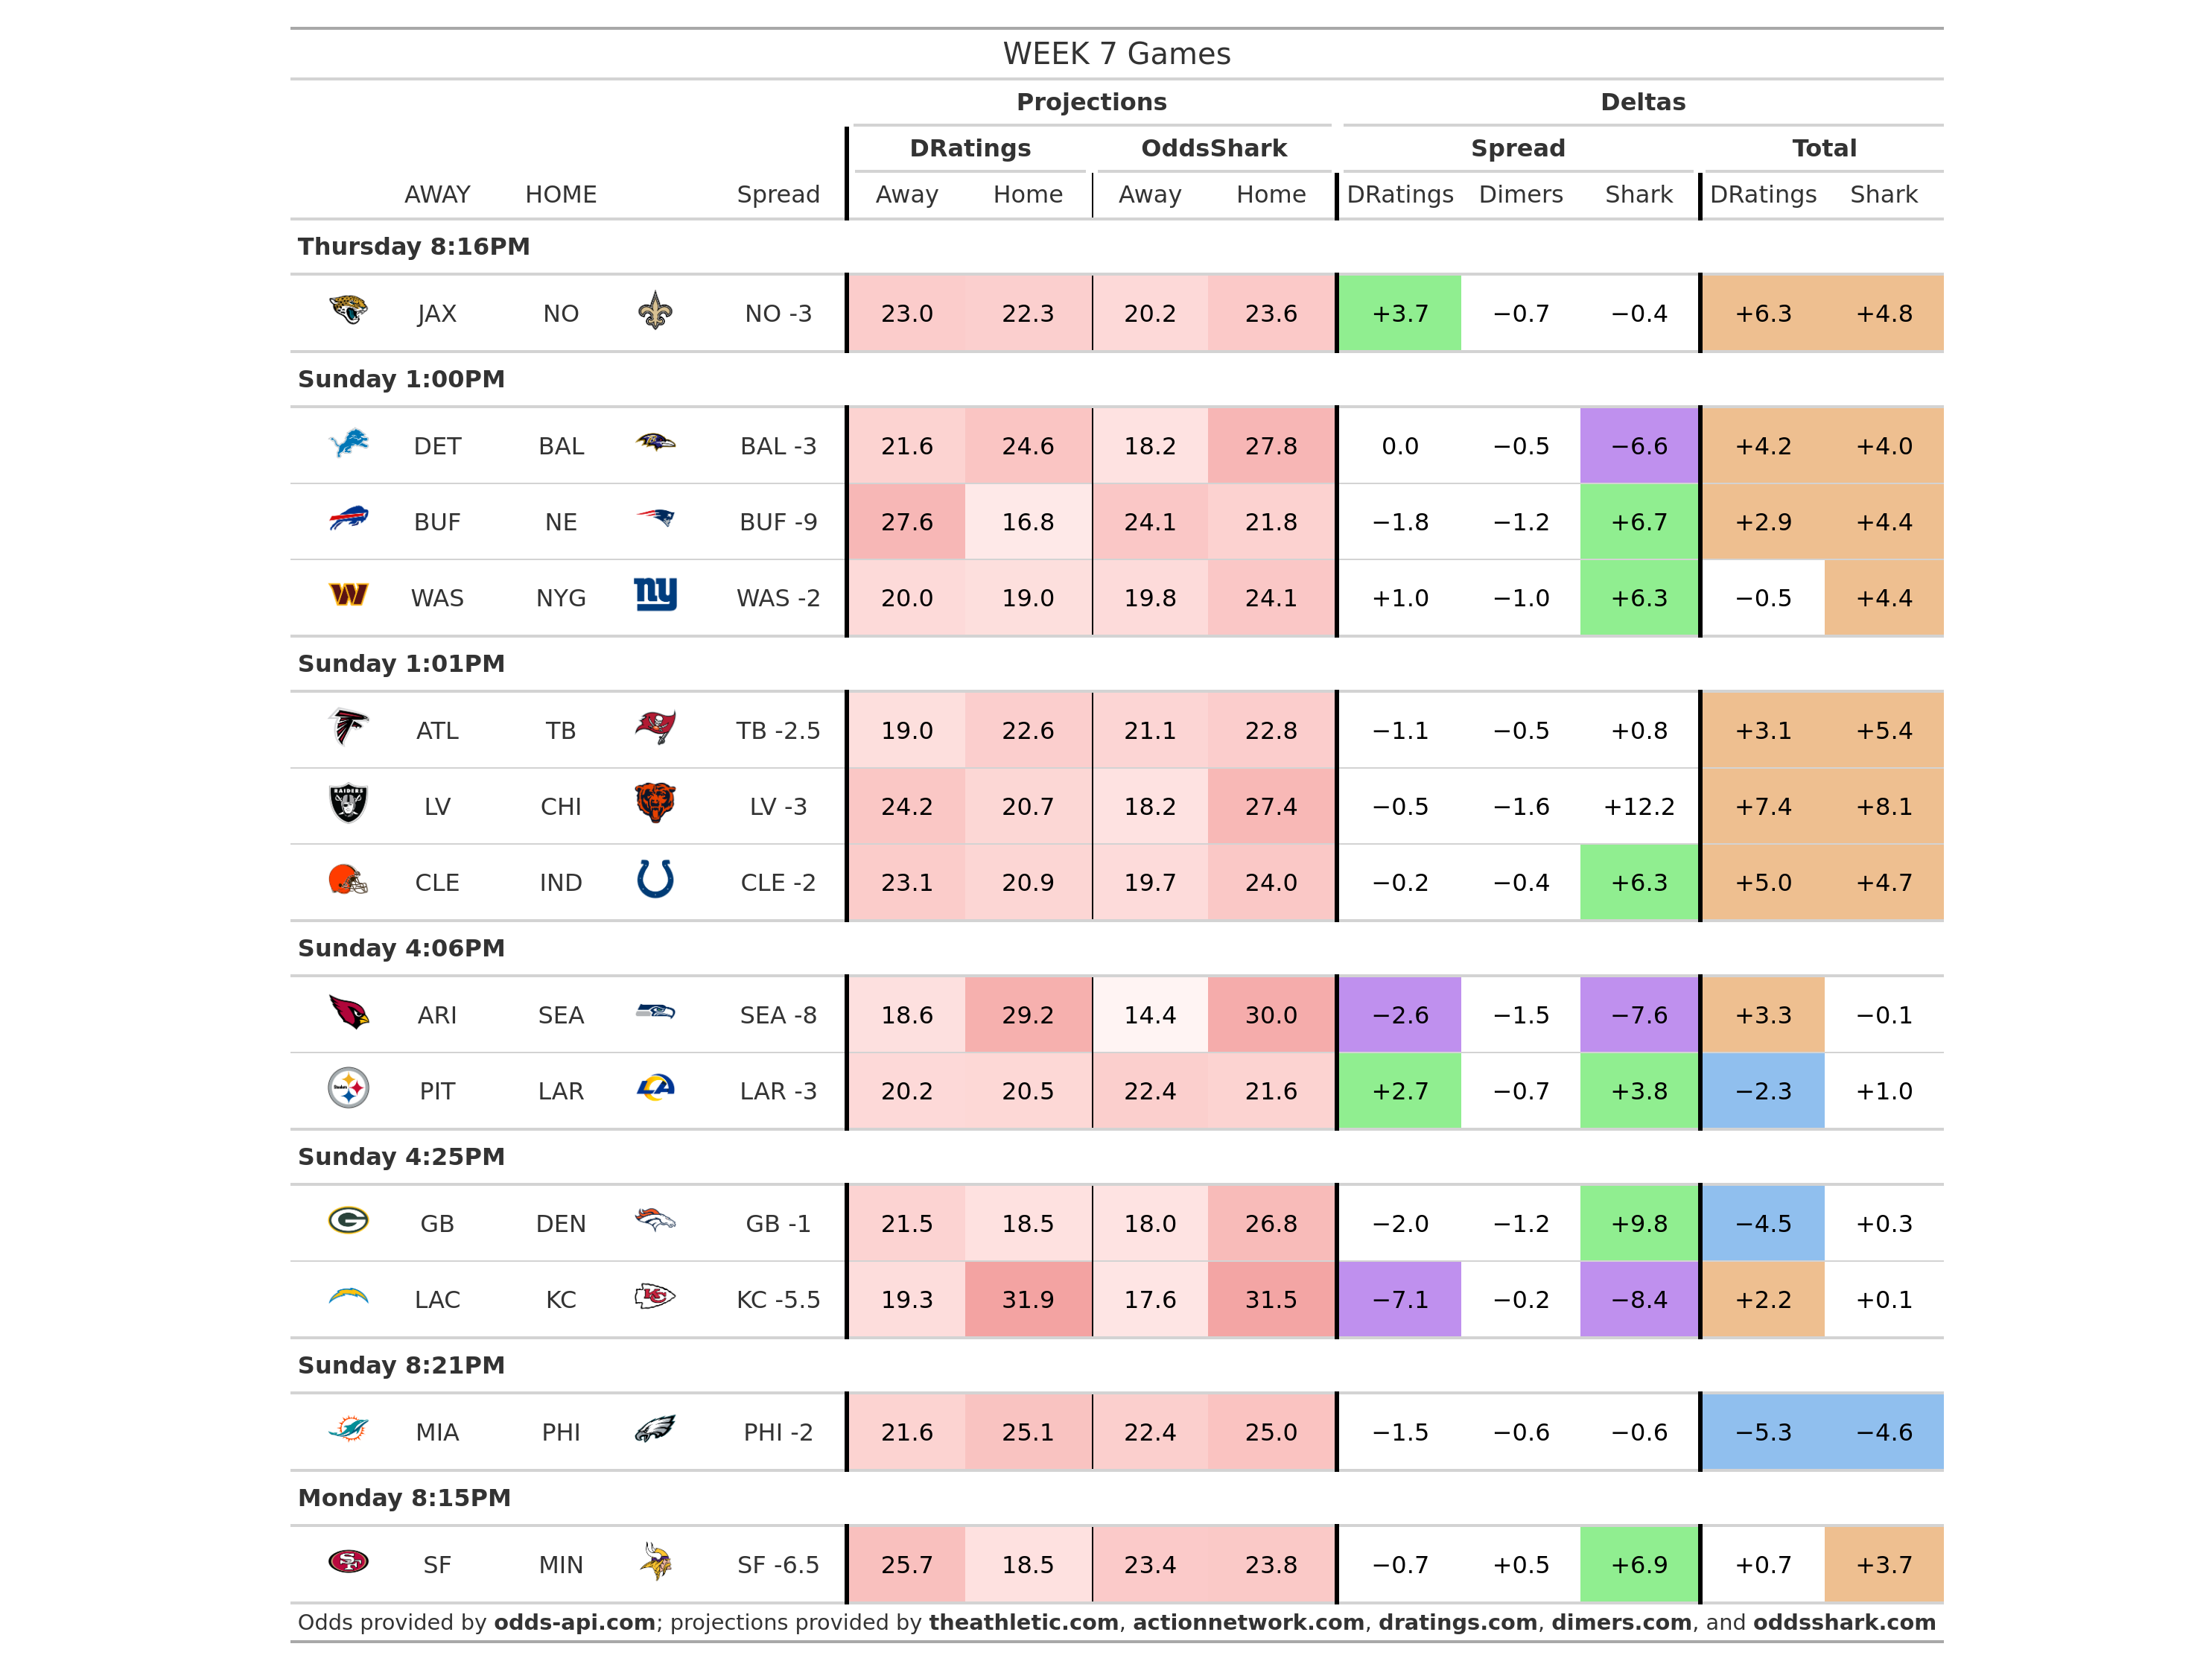 WEEK 7 Games
Projections Deltas
DRatings OddsShark Spread Total
AWAY HOME Spread Away Home Away Home DRatings Dimers Shark DRatings Shark
Thursday 8:16PM
JAX NO NO -3 23.0 22.3 20.2 23.6 +3.7 −0.7 −0.4 +6.3 +4.8
Sunday 1:00PM
DET BAL BAL -3 21.6 24.6 18.2 27.8 0.0 −0.5 −6.6 +4.2 +4.0
BUF NE BUF -9 27.6 16.8 24.1 21.8 −1.8 −1.2 +6.7 +2.9 +4.4
WAS NYG ny WAS -2 20.0 19.0 19.8 24.1 +1.0 −1.0 +6.3 −0.5 +4.4
Sunday 1:01PM
ATL TB TB -2.5 19.0 22.6 21.1 22.8 −1.1 −0.5 +0.8 +3.1 +5.4
RAIDERS LV CHI LV -3 24.2 20.7 18.2 27.4 −0.5 −1.6 +12.2 +7.4 +8.1
CLE IND CLE -2 23.1 20.9 19.7 24.0 −0.2 −0.4 +6.3 +5.0 +4.7
Sunday 4:06PM
ARI SEA SEA -8 18.6 29.2 14.4 30.0 −2.6 −1.5 −7.6 +3.3 −0.1
Steelers PIT LAR LA LAR -3 20.2 20.5 22.4 21.6 +2.7 −0.7 +3.8 −2.3 +1.0
Sunday 4:25PM
G GB DEN GB -1 21.5 18.5 18.0 26.8 −2.0 −1.2 +9.8 −4.5 +0.3
LAC KC KC KC -5.5 19.3 31.9 17.6 31.5 −7.1 −0.2 −8.4 +2.2 +0.1
Sunday 8:21PM
MIA PHI PHI -2 21.6 25.1 22.4 25.0 −1.5 −0.6 −0.6 −5.3 −4.6
Monday 8:15PM
SF SF MIN SF -6.5 25.7 18.5 23.4 23.8 −0.7 +0.5 +6.9 +0.7 +3.7
Odds provided by odds-api.com; projections provided by theathletic.com, actionnetwork.com, dratings.com, dimers.com, and oddsshark.com